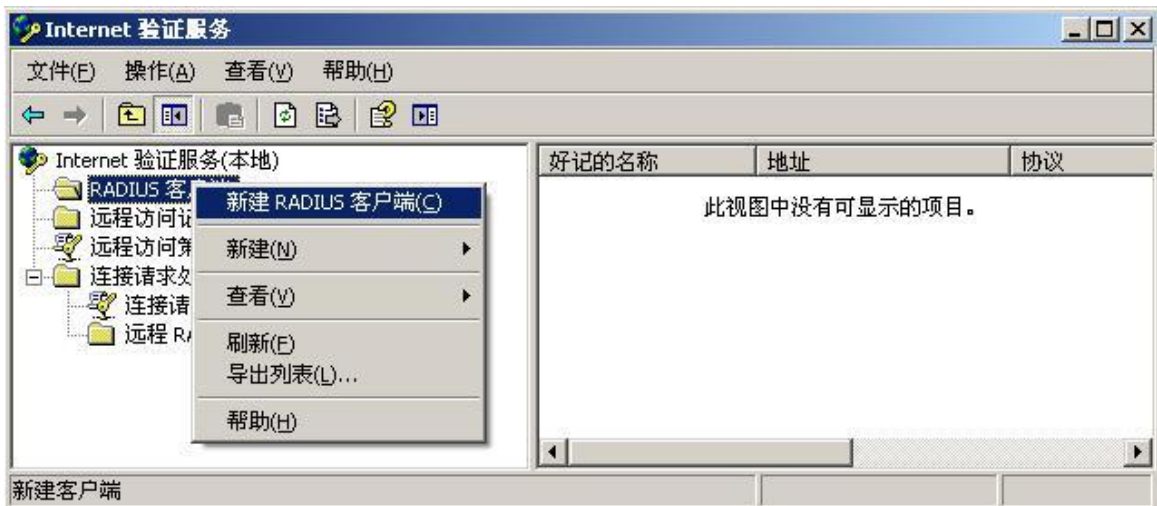 Internet 验证服务
文件(F) 操作(A) 查看(V) 帮助(H)
Internet 验证服务(本地)
RADIUS 客
远程访问记
远程访问策
连接请求处
连接请
远程 RA
新建 RADIUS 客户端(C)
新建(N)
查看(V)
刷新(F)
导出列表(L)...
帮助(H)
好记的名称 地址 协议
此视图中没有可显示的项目。
新建客户端